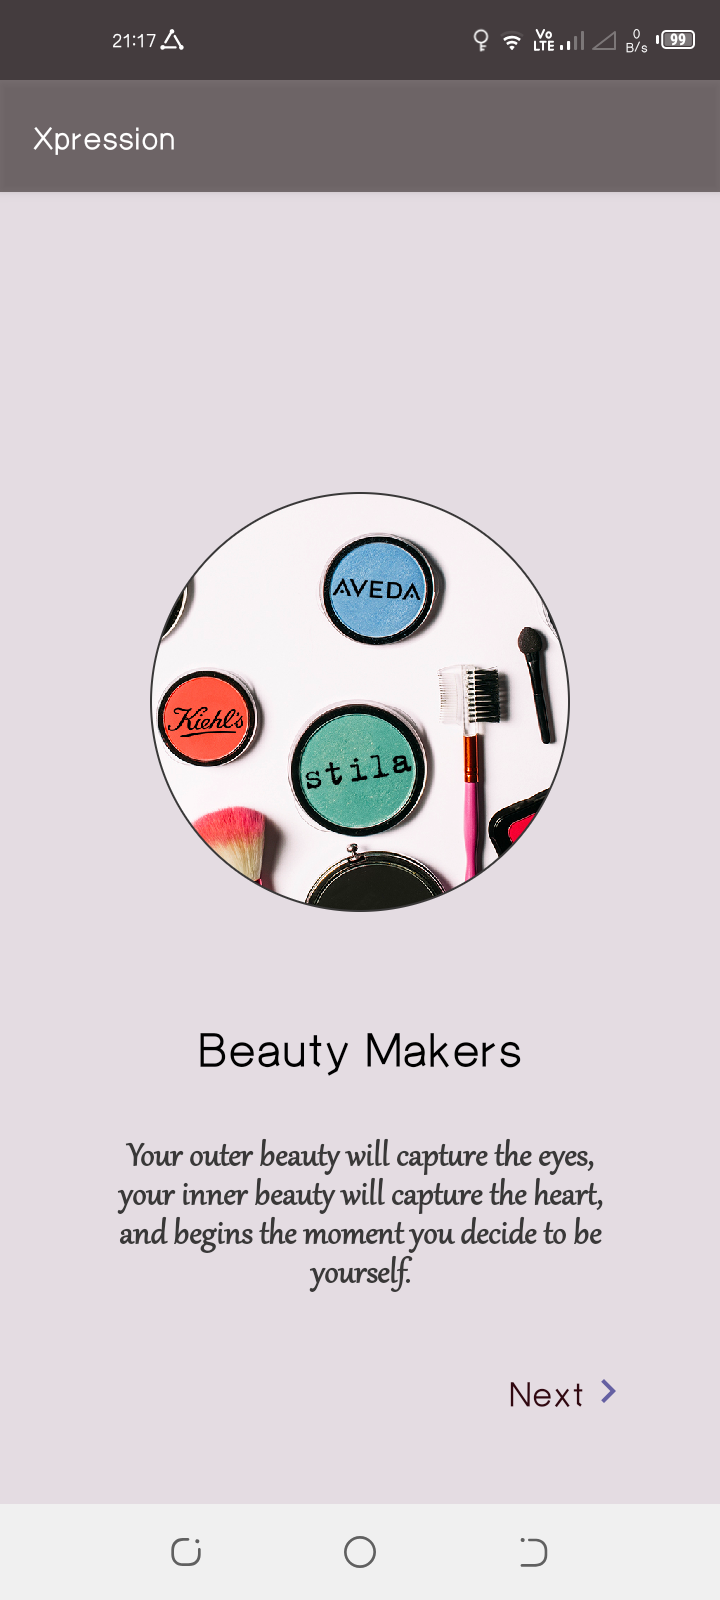 21:17
Vo
LTE
0
B/s
99
Xpression
AVEDA
Kiehl's
stila
Beauty Makers
Your outer beauty will capture the eyes,
your inner beauty will capture the heart,
and begins the moment you decide to be
yourself.
Next